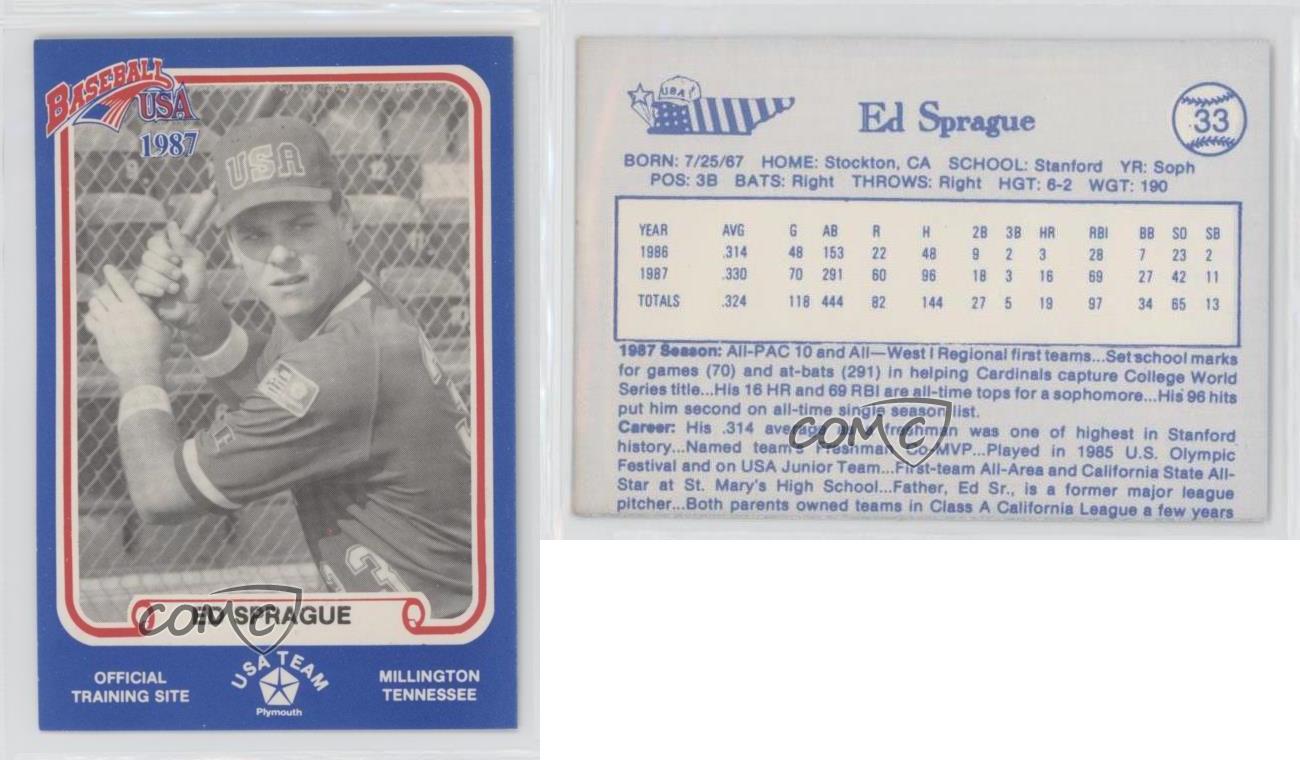 BASEBALL
USA
1987
USA
ED SPRAGUE
COMC
OFFICIAL
TRAINING SITE
USA TEAM
Plymouth
MILLINGTON
TENNESSEE
USA
Ed Sprague
33
BORN: 7/25/67 HOME: Stockton, CA SCHOOL: Stanford YR: Soph
POS: 3B BATS: Right THROWS: Right HGT: 6-2 WGT: 190
YEAR AVG G AB R H 2B 3B HR RBI BB SO SB
1986 .314 48 153 22 48 9 2 3 28 7 23 2
1987 .330 70 291 60 96 18 3 16 69 27 42 11
TOTALS .324 118 444 82 144 27 5 19 97 34 65 13
1987 Season: All-PAC 10 and All—West I Regional first teams...Set school marks
for games (70) and at-bats (291) in helping Cardinals capture College World
Series title...His 16 HR and 69 RBI are all-time tops for a sophomore...His 96 hits
put him second on all-time single season list.
Career: His .314 average as a freshman was one of highest in Stanford
history...Named team's Freshman Co-MVP...Played in 1985 U.S. Olympic
Festival and on USA Junior Team...First-team All-Area and California State All-
Star at St. Mary's High School...Father, Ed Sr., is a former major league
pitcher...Both parents owned teams in Class A California League a few years
COMC